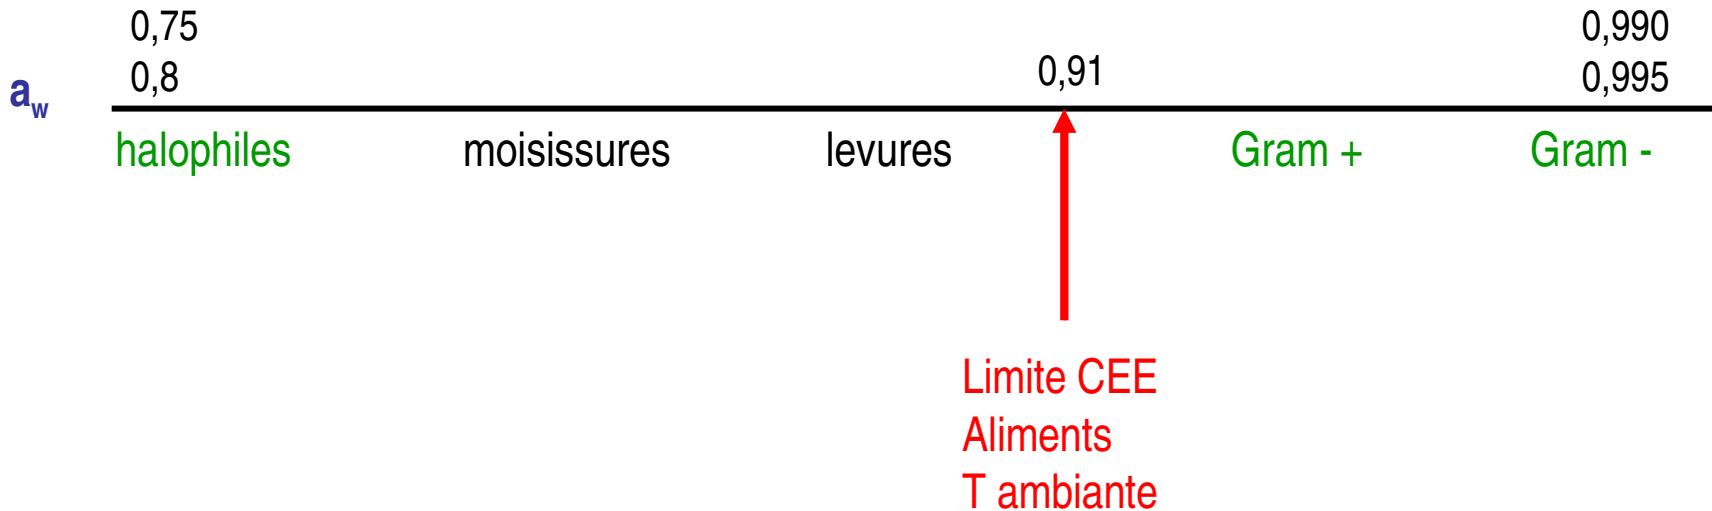 0,75 0,990
0,8 0,91 0,995
a_w
halophiles moisissures levures Gram + Gram -
Limite CEE
Aliments
T ambiante